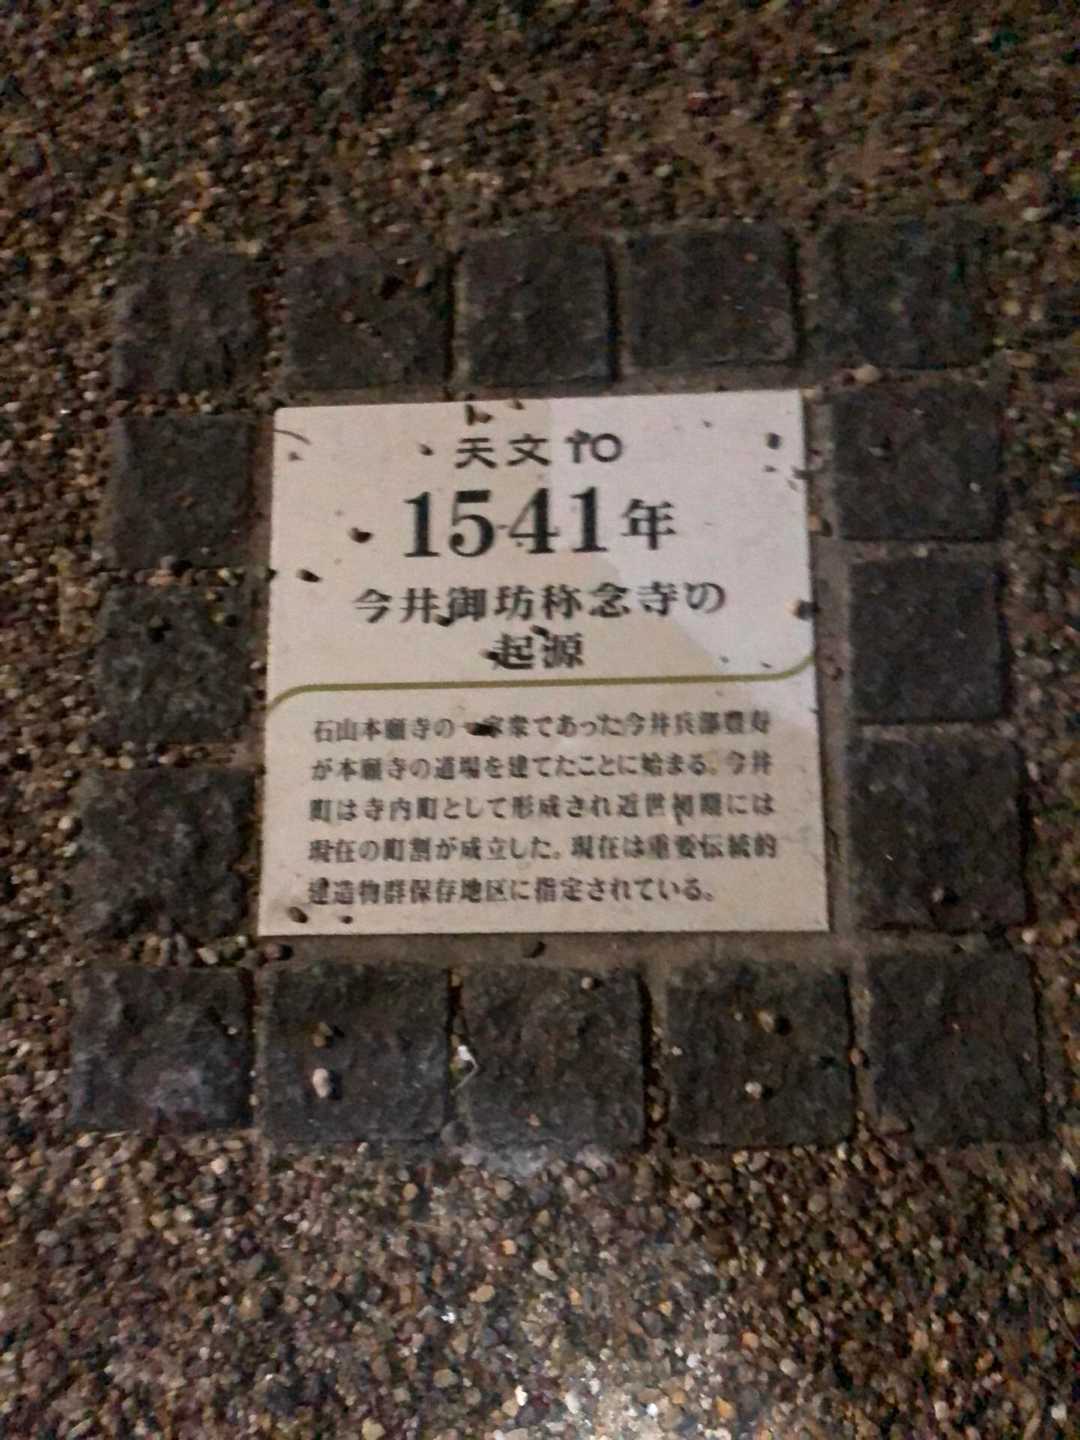 天文10
1541年
今井御坊称念寺の
起源
石山本願寺の一家衆であった今井兵部豊寿
が本願寺の道場を建てたことに始まる。今井
町は寺内町として形成され近世初期には
現在の町割が成立した。現在は重要伝統的
建造物群保存地区に指定されている。